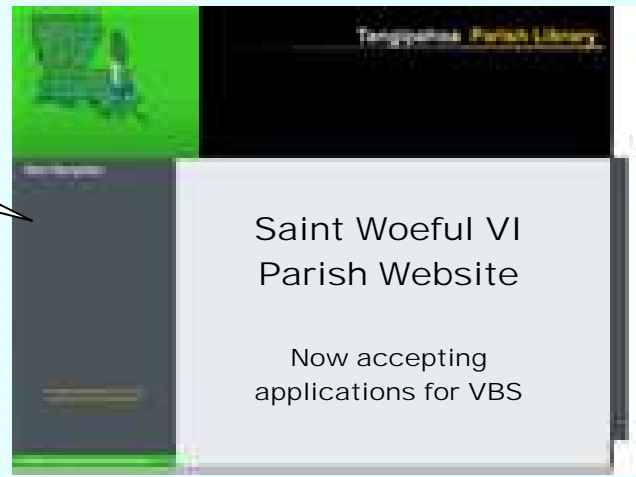 Tangipahoa Parish Library
Saint Woeful VI
Parish Website
Now accepting
applications for VBS